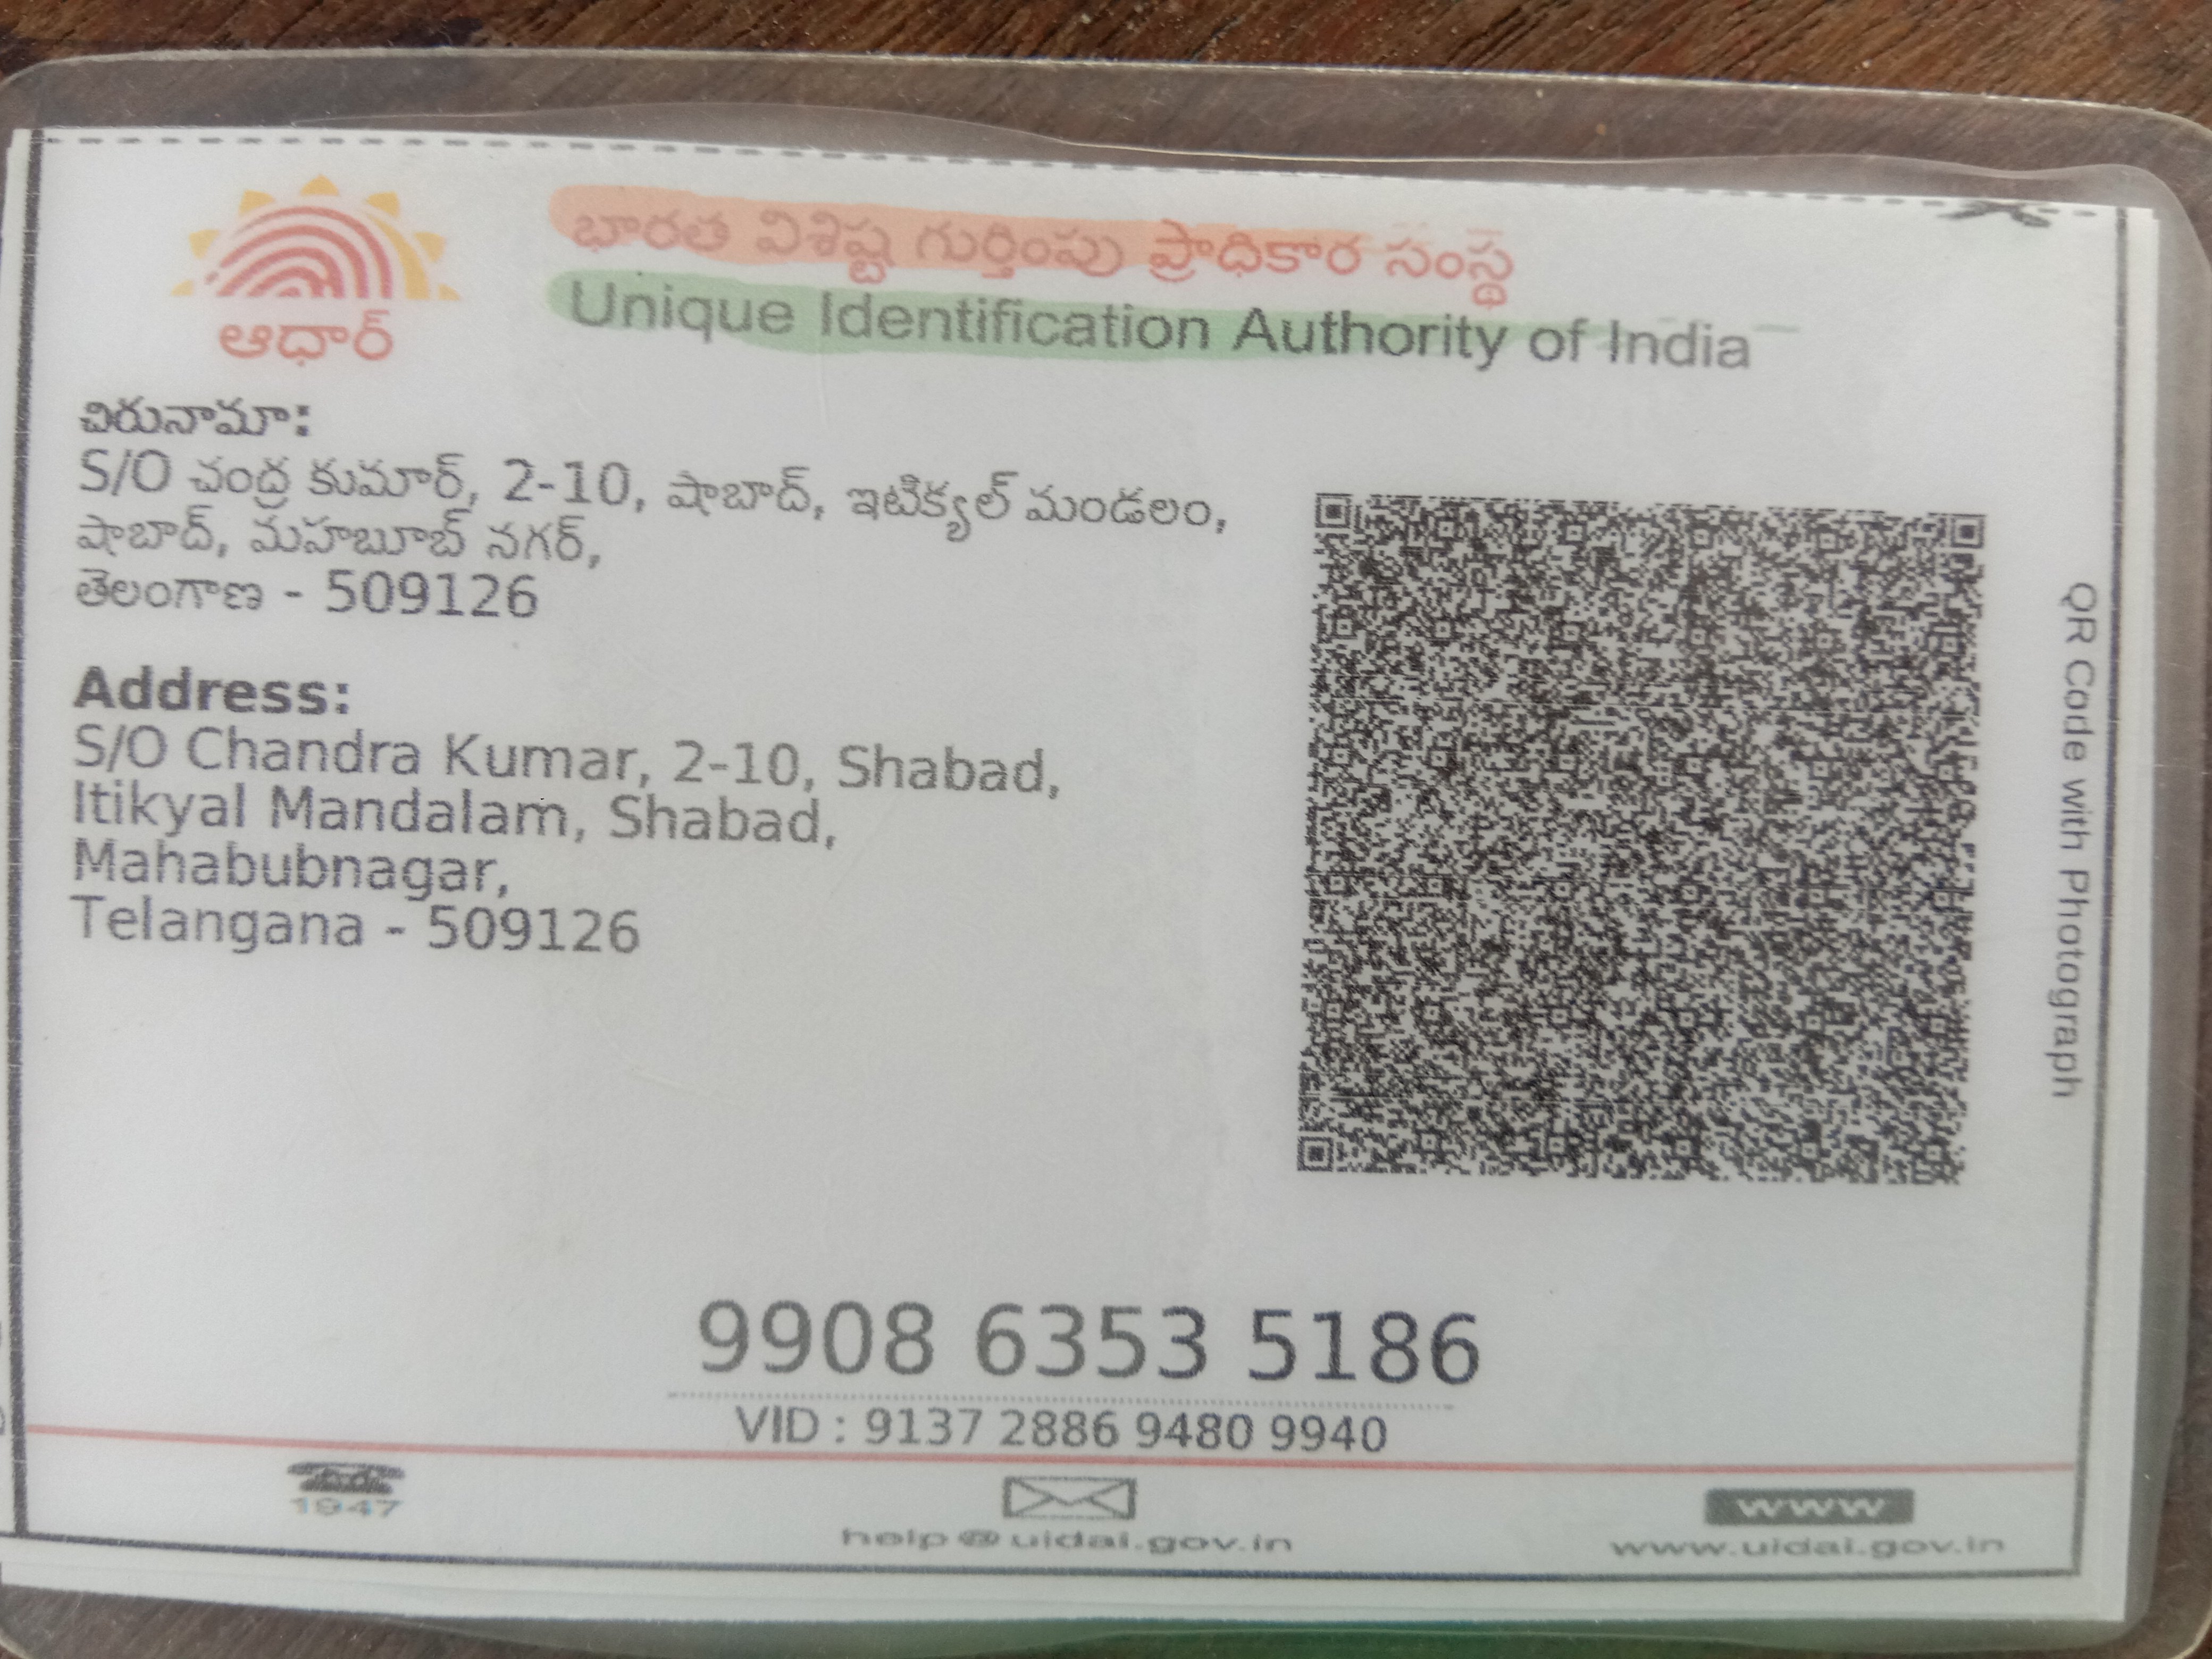 భారత విశిష్ట గుర్తింపు ప్రాధికార సంస్థ
Unique Identification Authority of India
ఆధార్
చిరునామా:
S/O చంద్ర కుమార్, 2-10, షాబాద్, ఇటిక్యల్ మండలం,
షాబాద్, మహబూబ్ నగర్,
తెలంగాణ - 509126
Address:
S/O Chandra Kumar, 2-10, Shabad,
Itikyal Mandalam, Shabad,
Mahabubnagar,
Telangana - 509126
QR Code with Photograph
9908 6353 5186
VID : 9137 2886 9480 9940
1947
help@uidai.gov.in
www
www.uidai.gov.in